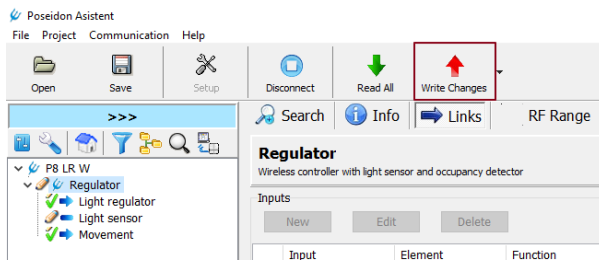 Poseidon Asistent
File Project Communication Help
Open Save Setup Disconnect Read All Write Changes
>>> Search Info Links RF Range
P8 LR W
Regulator
Light regulator
Light sensor
Movement
Regulator
Wireless controller with light sensor and occupancy detector
Inputs
New Edit Delete
Input Element Function